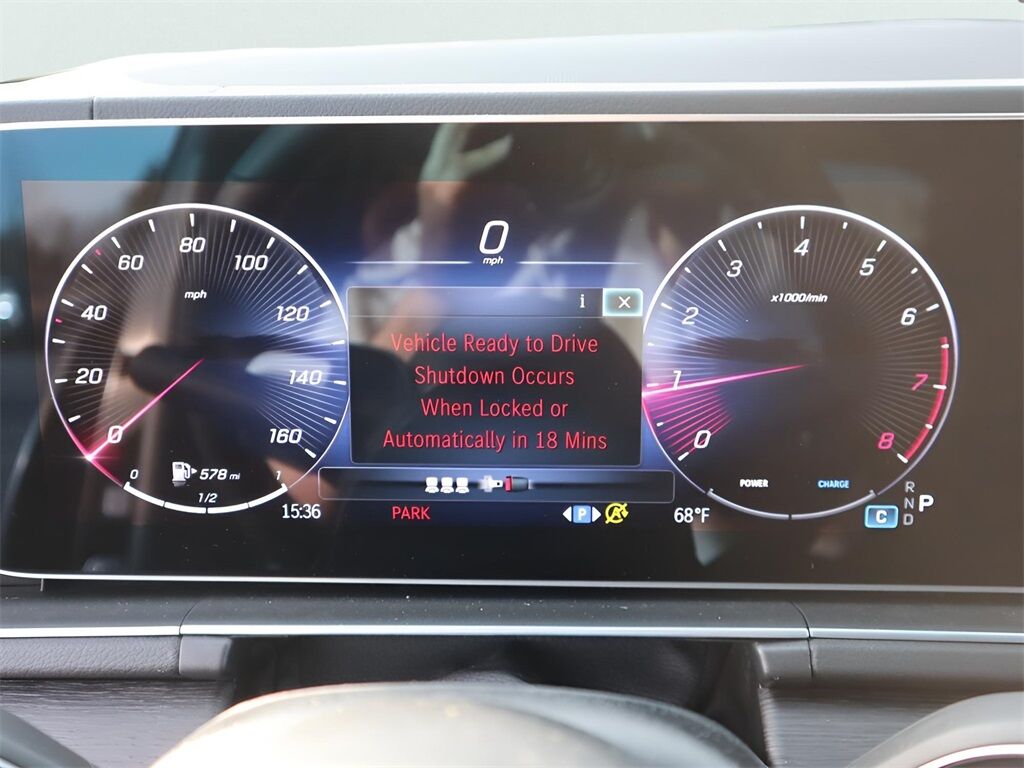 0
mph
80
60
100
mph
40
120
20
140
0
160
0
1
578 mi
1/2
15:36
i
X
Vehicle Ready to Drive
Shutdown Occurs
When Locked or
Automatically in 18 Mins
PARK
P
A
68°F
4
3
5
x1000/min
2
6
1
7
0
8
POWER
CHARGE
C
R
N
D
P